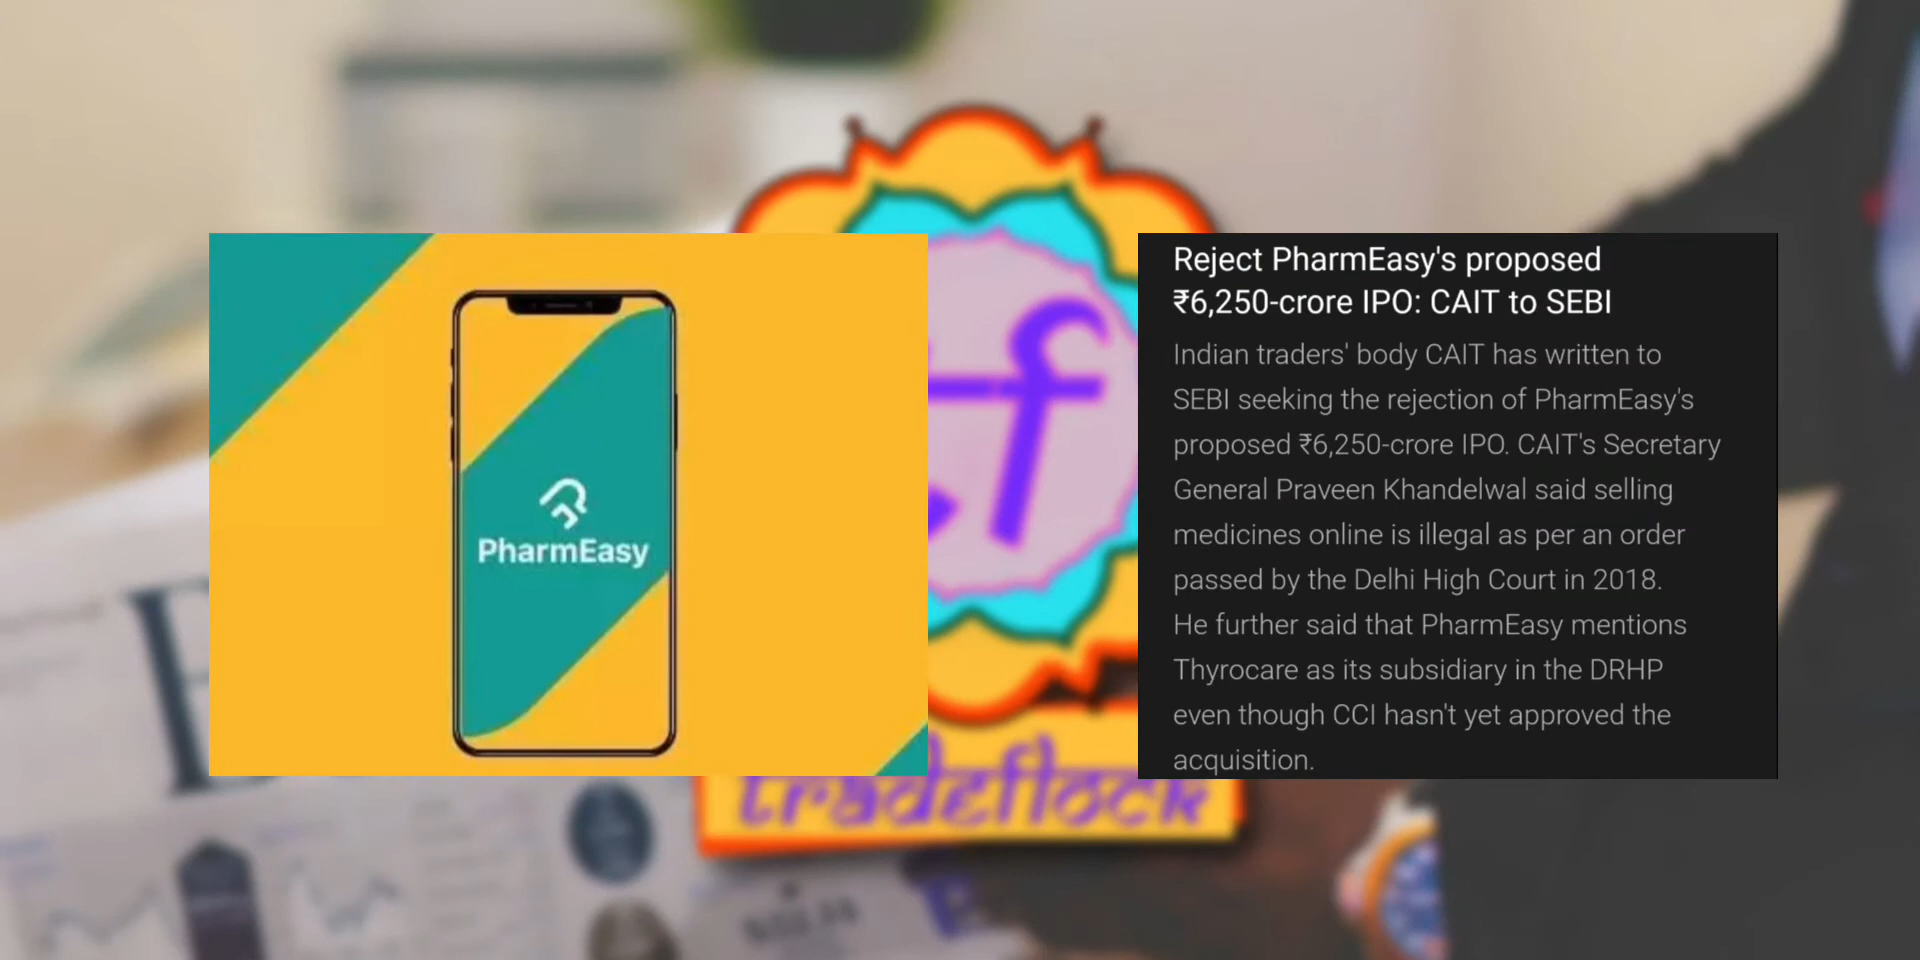 PharmEasy
Reject PharmEasy's proposed
₹6,250-crore IPO: CAIT to SEBI
Indian traders' body CAIT has written to
SEBI seeking the rejection of PharmEasy's
proposed ₹6,250-crore IPO. CAIT's Secretary
General Praveen Khandelwal said selling
medicines online is illegal as per an order
passed by the Delhi High Court in 2018.
He further said that PharmEasy mentions
Thyrocare as its subsidiary in the DRHP
even though CCI hasn't yet approved the
acquisition.
tradeflock